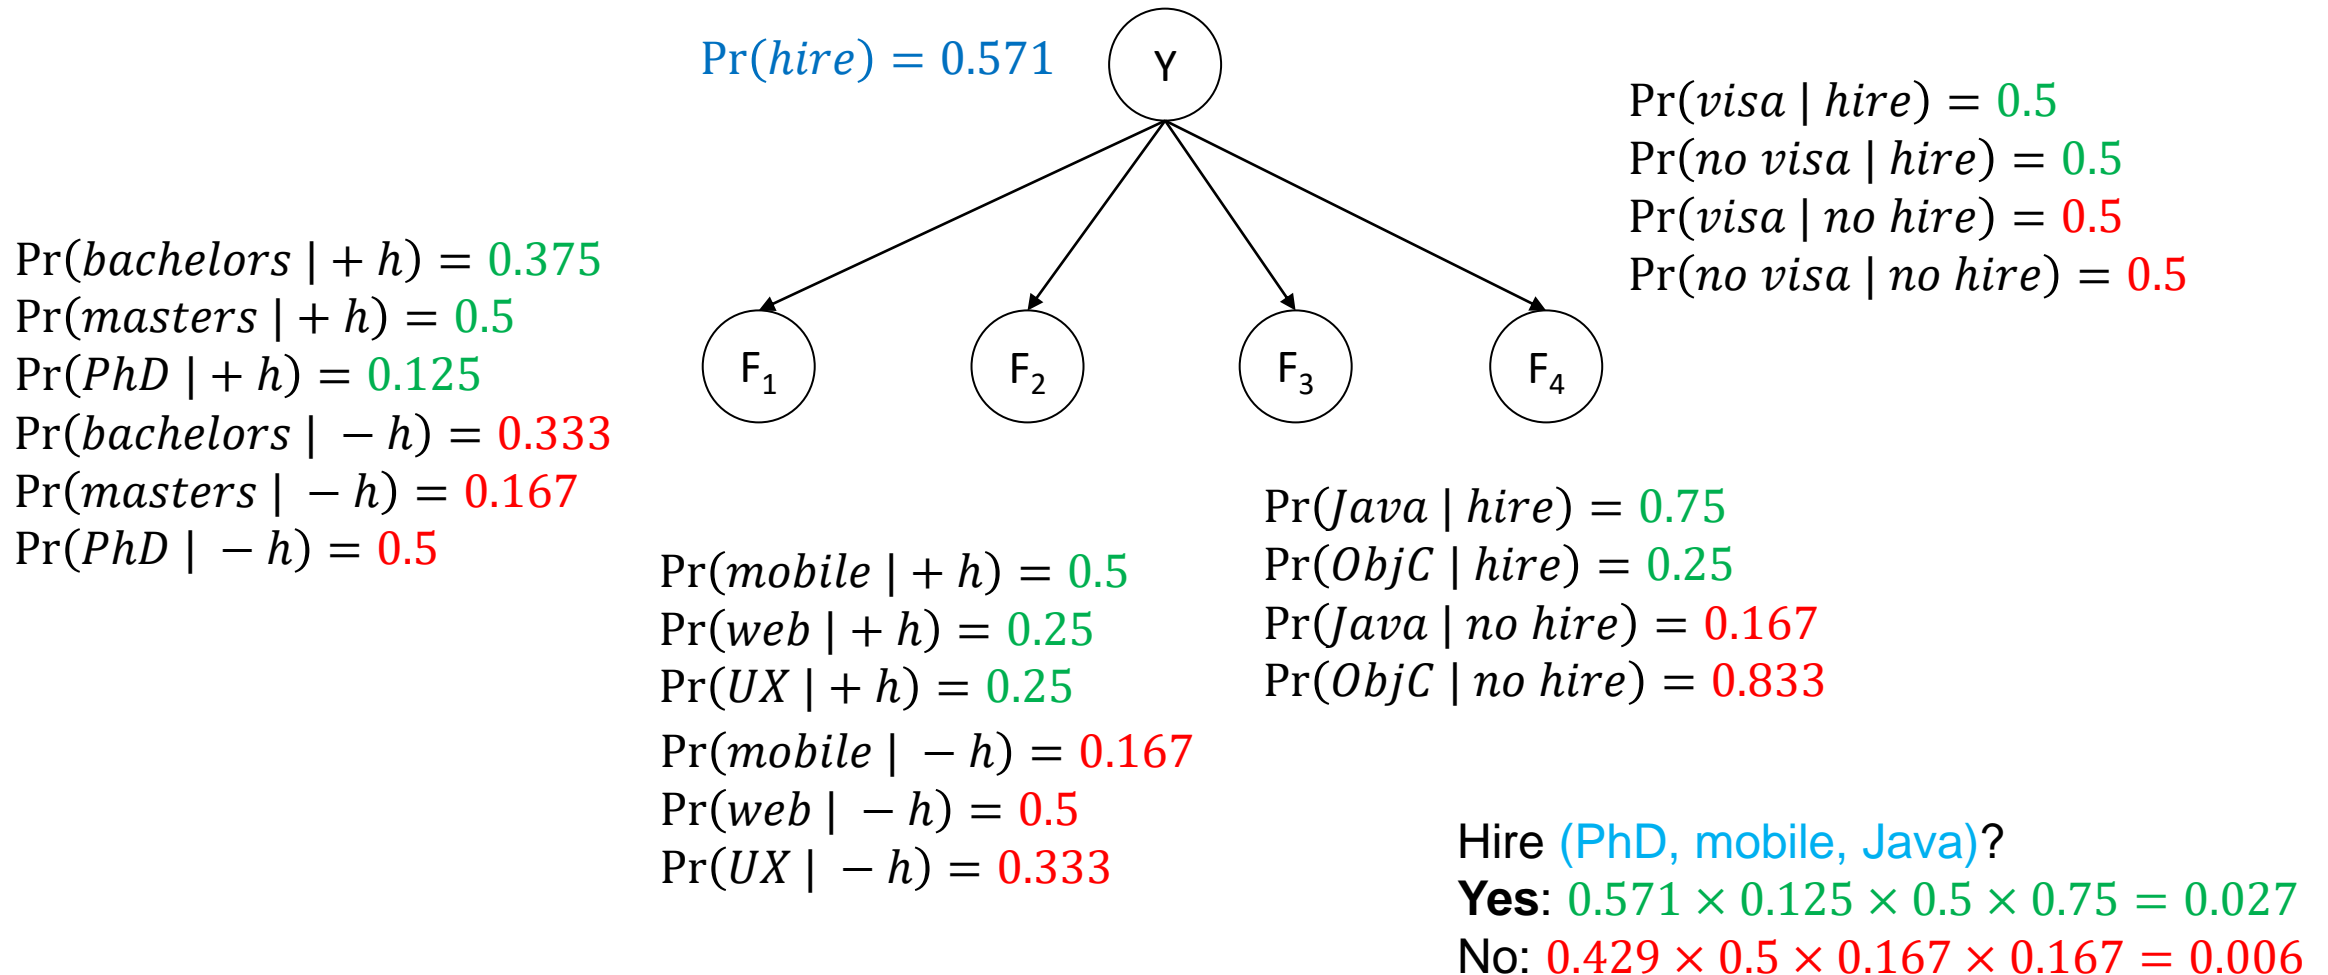 Pr(hire) = 0.571
Y
Pr(visa | hire) = 0.5
Pr(no visa | hire) = 0.5
Pr(visa | no hire) = 0.5
Pr(no visa | no hire) = 0.5
Pr(bachelors | + h) = 0.375
Pr(masters | + h) = 0.5
Pr(PhD | + h) = 0.125
Pr(bachelors | − h) = 0.333
Pr(masters | − h) = 0.167
Pr(PhD | − h) = 0.5
F₁
F₂
F₃
F₄
Pr(mobile | + h) = 0.5
Pr(web | + h) = 0.25
Pr(UX | + h) = 0.25
Pr(mobile | − h) = 0.167
Pr(web | − h) = 0.5
Pr(UX | − h) = 0.333
Pr(Java | hire) = 0.75
Pr(ObjC | hire) = 0.25
Pr(Java | no hire) = 0.167
Pr(ObjC | no hire) = 0.833
Hire (PhD, mobile, Java)?
Yes: 0.571 × 0.125 × 0.5 × 0.75 = 0.027
No: 0.429 × 0.5 × 0.167 × 0.167 = 0.006